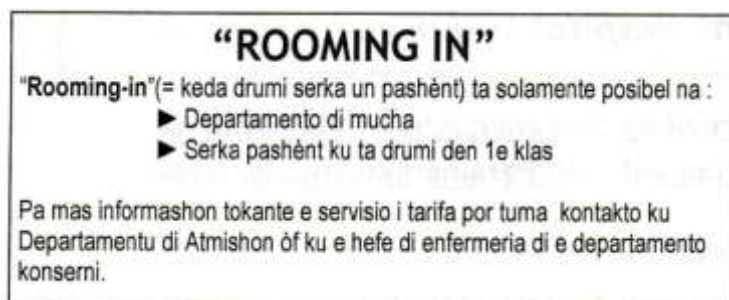 “ROOMING IN”
“Rooming-in”(= keda drumi serka un pashènt) ta solamente posibel na :
► Departamento di mucha
► Serka pashènt ku ta drumi den 1e klas
Pa mas informashon tokante e servisio i tarifa por tuma kontakto ku
Departamentu di Atmishon òf ku e hefe di enfermeria di e departamento
konserni.